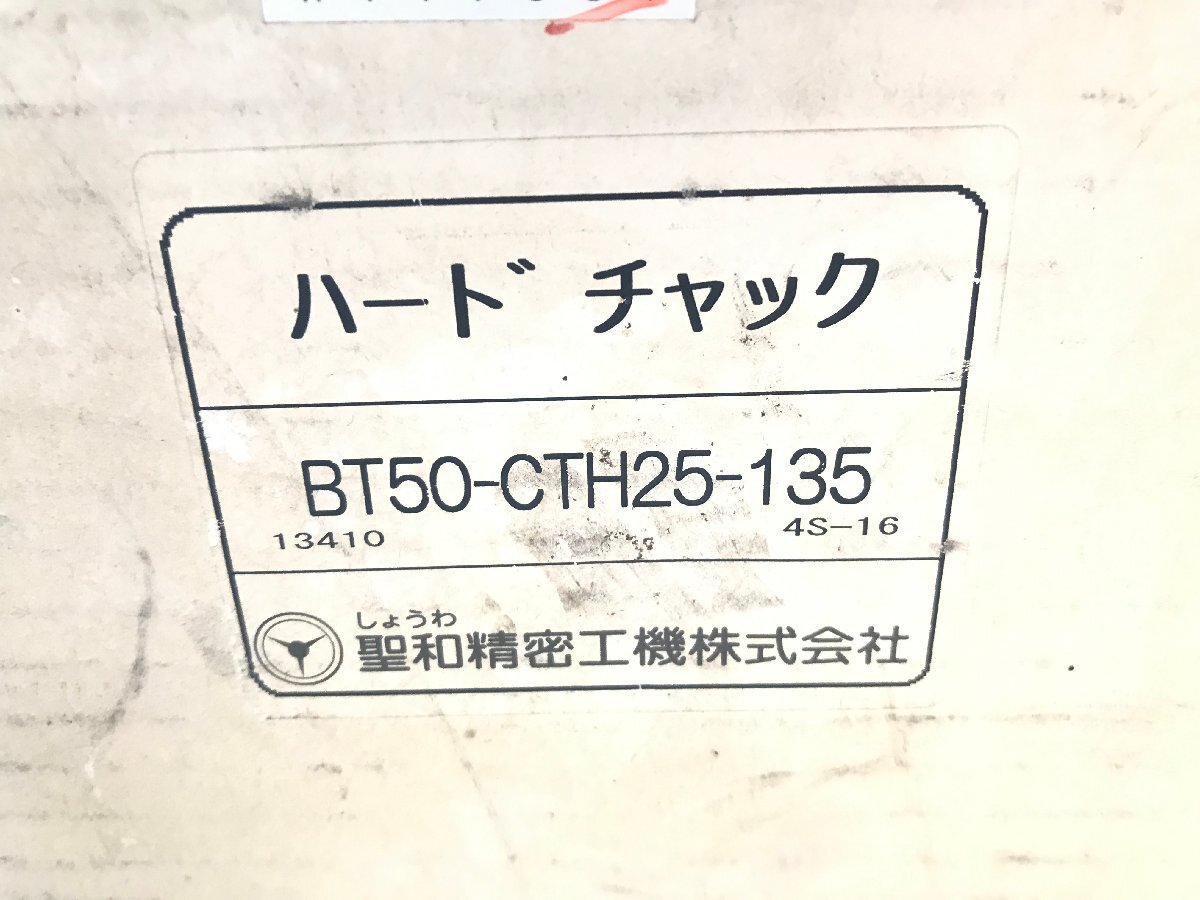 ハード チャック
BT50-CTH25-135
13410 4S-16
しょうわ
聖和精密工機株式会社